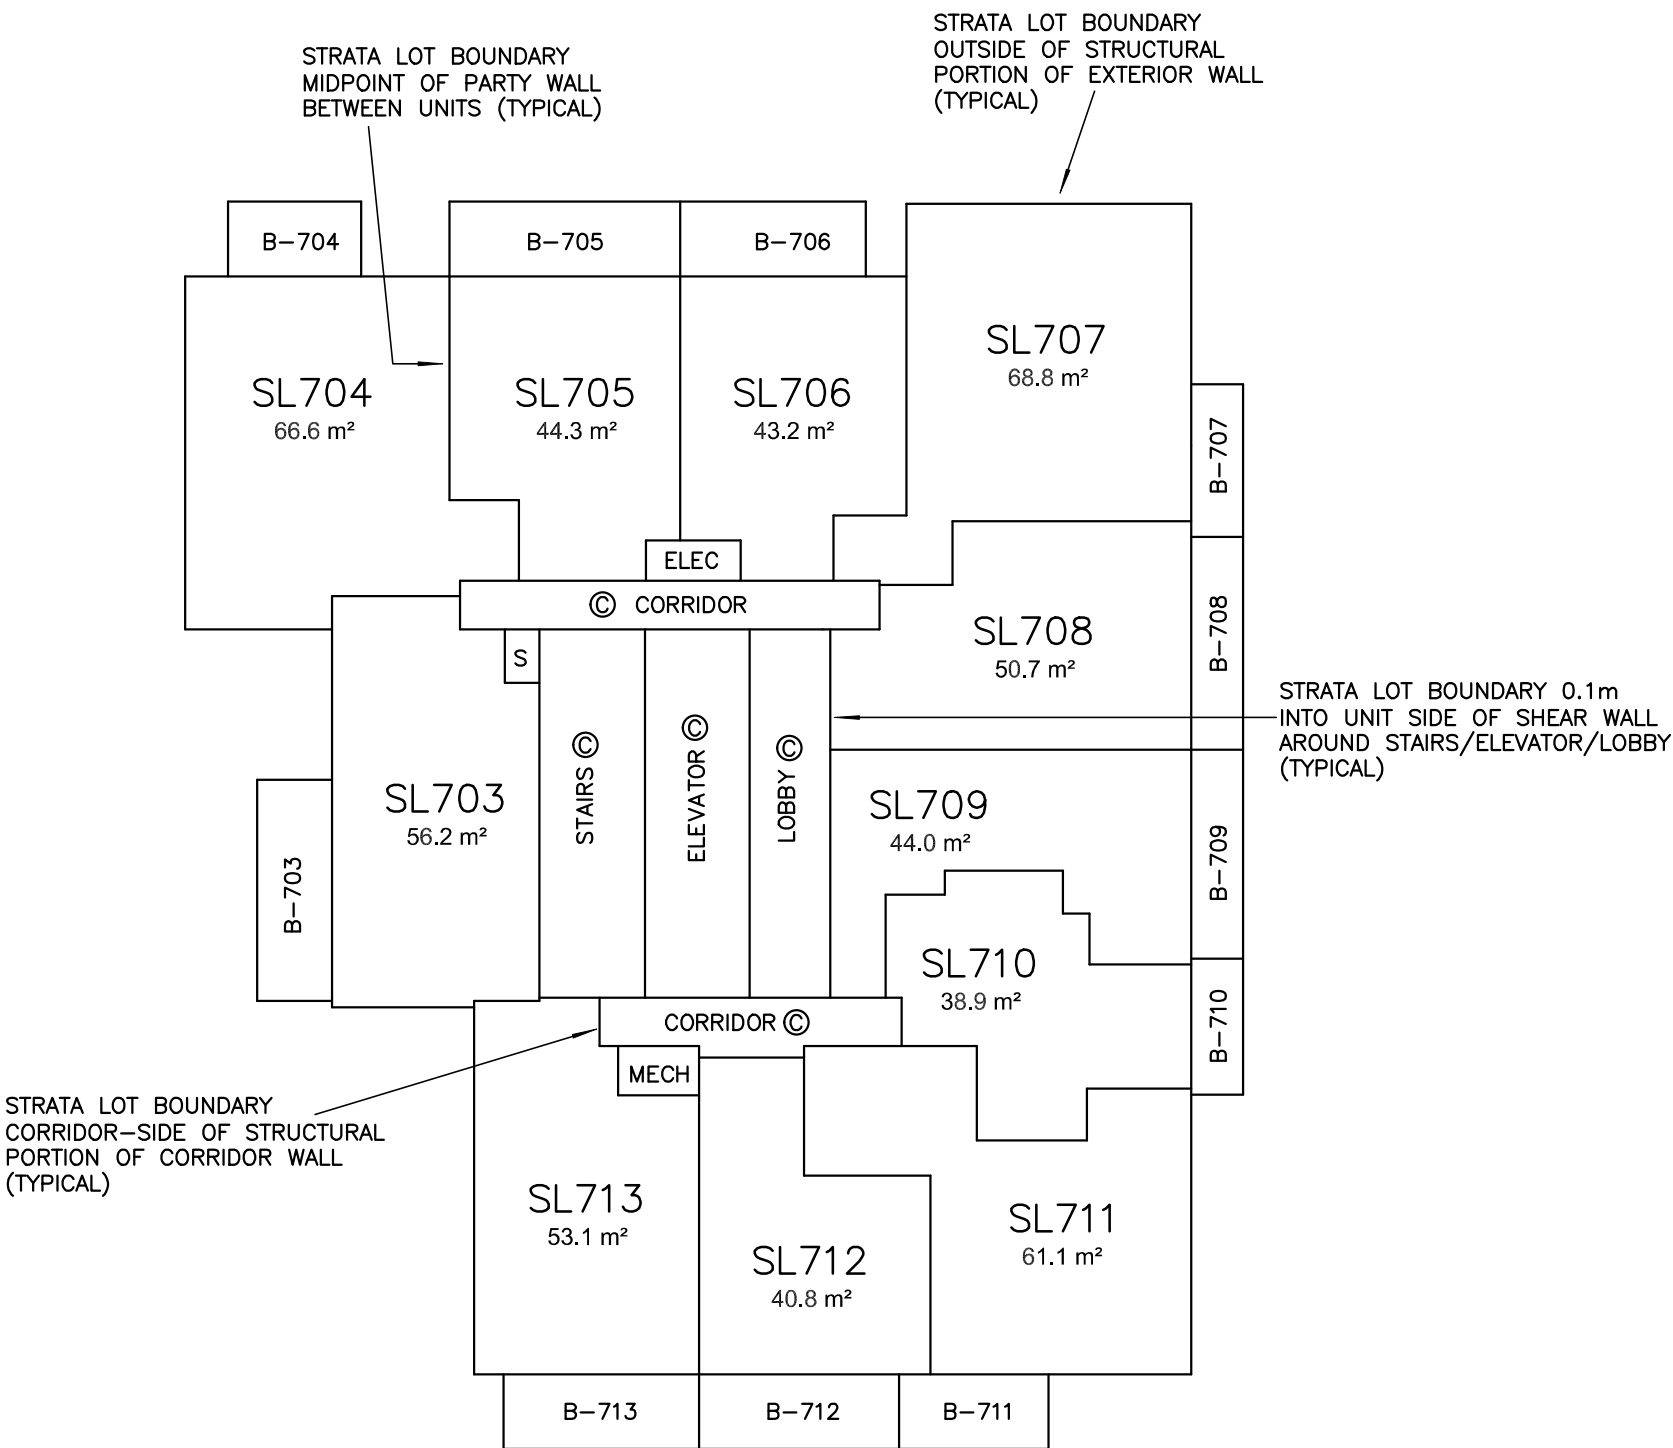 STRATA LOT BOUNDARY
OUTSIDE OF STRUCTURAL
PORTION OF EXTERIOR WALL
(TYPICAL)
STRATA LOT BOUNDARY
MIDPOINT OF PARTY WALL
BETWEEN UNITS (TYPICAL)
B-704
B-705
B-706
SL707
68.8 m²
SL704
66.6 m²
SL705
44.3 m²
SL706
43.2 m²
B-707
ELEC
© CORRIDOR
SL708
50.7 m²
B-708
S
STRATA LOT BOUNDARY 0.1m
INTO UNIT SIDE OF SHEAR WALL
AROUND STAIRS/ELEVATOR/LOBBY
(TYPICAL)
SL703
56.2 m²
STAIRS ©
ELEVATOR ©
LOBBY ©
SL709
44.0 m²
B-709
B-703
SL710
38.9 m²
B-710
CORRIDOR ©
MECH
STRATA LOT BOUNDARY
CORRIDOR-SIDE OF STRUCTURAL
PORTION OF CORRIDOR WALL
(TYPICAL)
SL713
53.1 m²
SL712
40.8 m²
SL711
61.1 m²
B-713
B-712
B-711